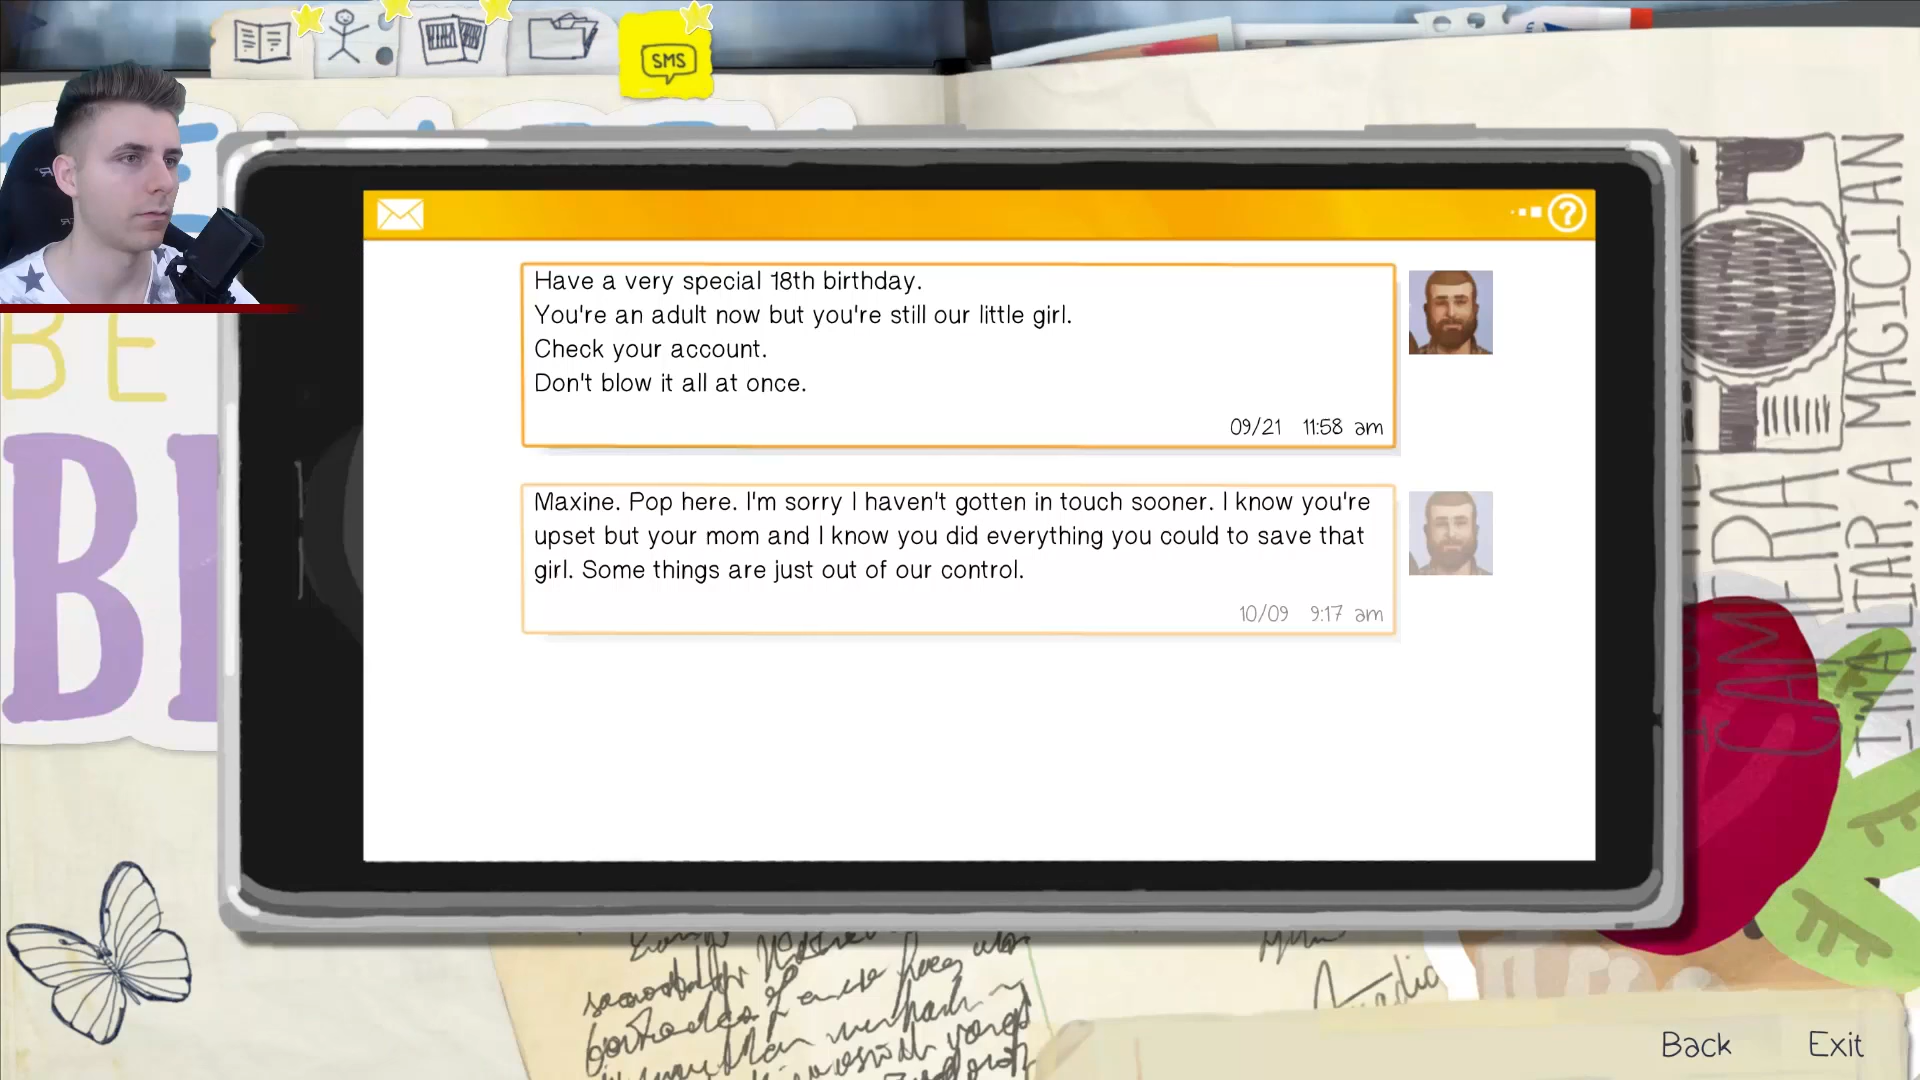 SMS
?
Have a very special 18th birthday.
You're an adult now but you're still our little girl.
Check your account.
Don't blow it all at once.
09/21 11:58 am
Maxine. Pop here. I'm sorry I haven't gotten in touch sooner. I know you're
upset but your mom and I know you did everything you could to save that
girl. Some things are just out of our control.
10/09 9:17 am
BE
CAMERA
I'M A LIAR, A MAGICIAN
Back
Exit